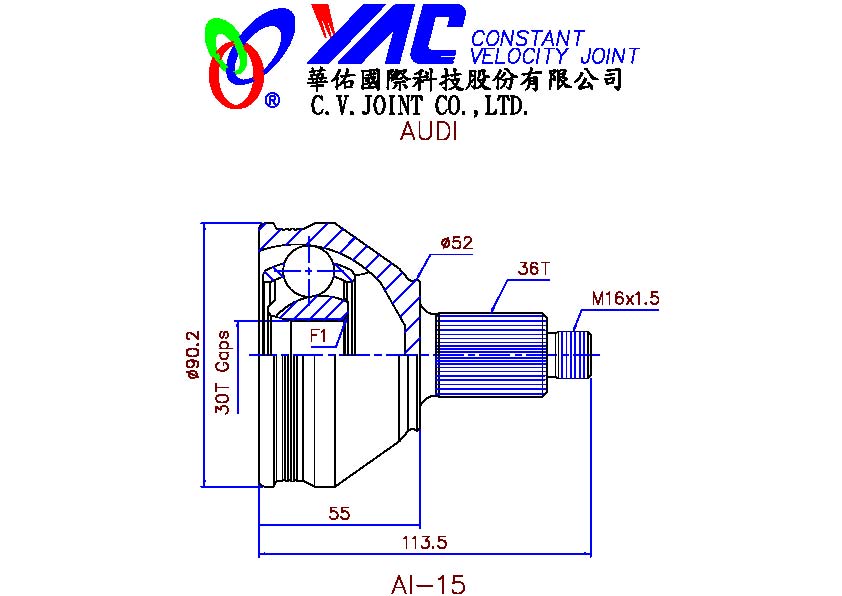 YAC CONSTANT
VELOCITY JOINT
®
華佑國際科技股份有限公司
C.V.JOINT CO.,LTD.
AUDI
ø52
36T
M16x1.5
F1
ø90.2
30T Gaps
55
113.5
AI-15